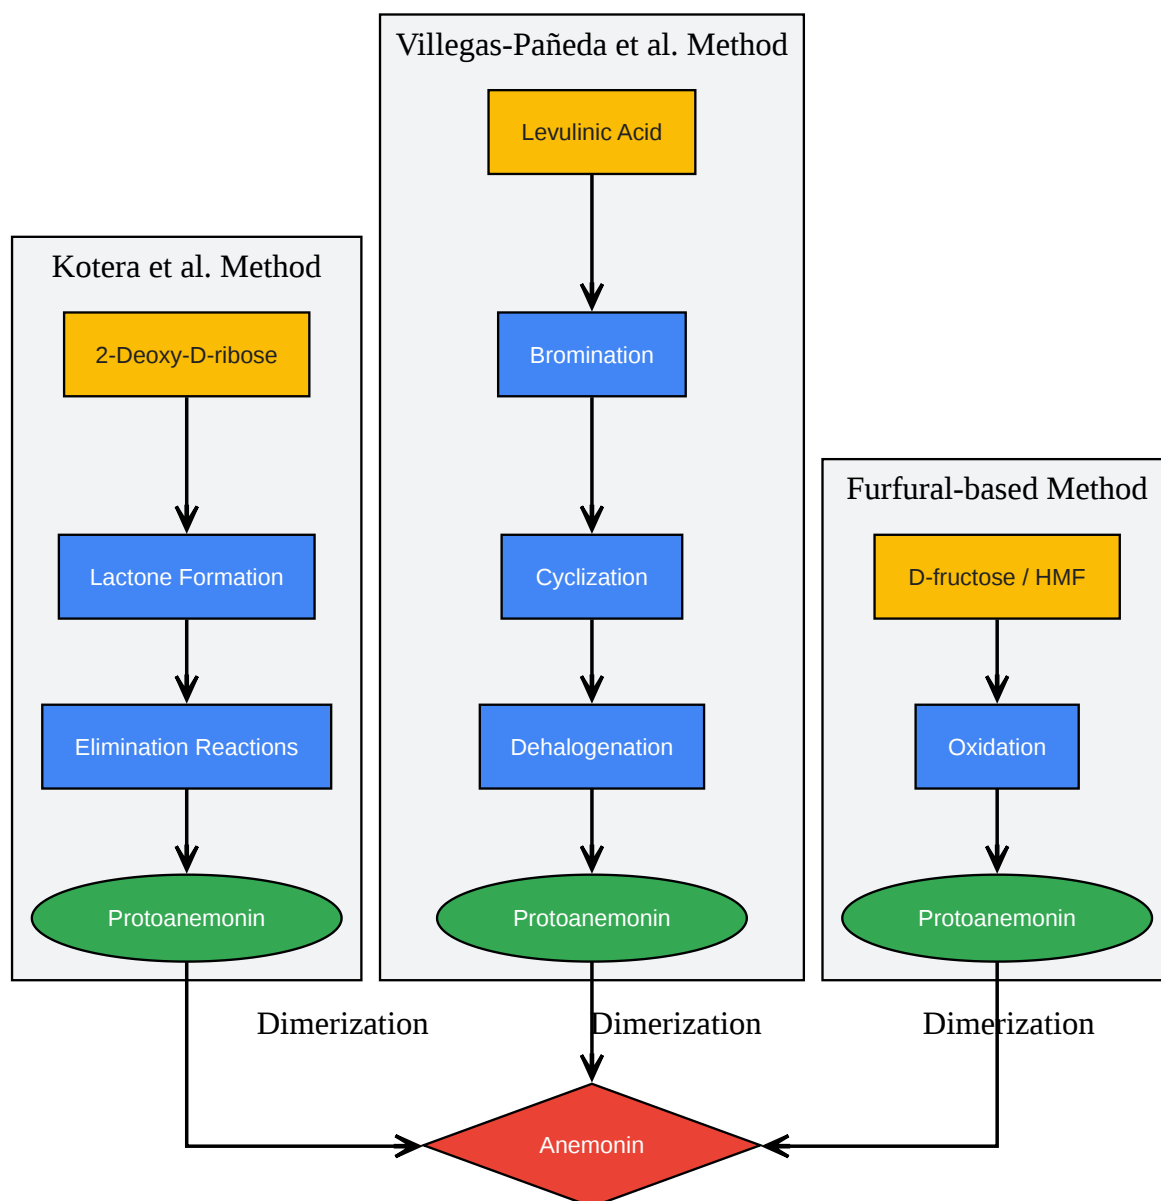 Villegas-Pañeda et al. Method
Levulinic Acid
Bromination
Cyclization
Dehalogenation
Protoanemonin
Kotera et al. Method
2-Deoxy-D-ribose
Lactone Formation
Elimination Reactions
Protoanemonin
Furfural-based Method
D-fructose / HMF
Oxidation
Protoanemonin
Dimerization
Dimerization
Dimerization
Anemonin